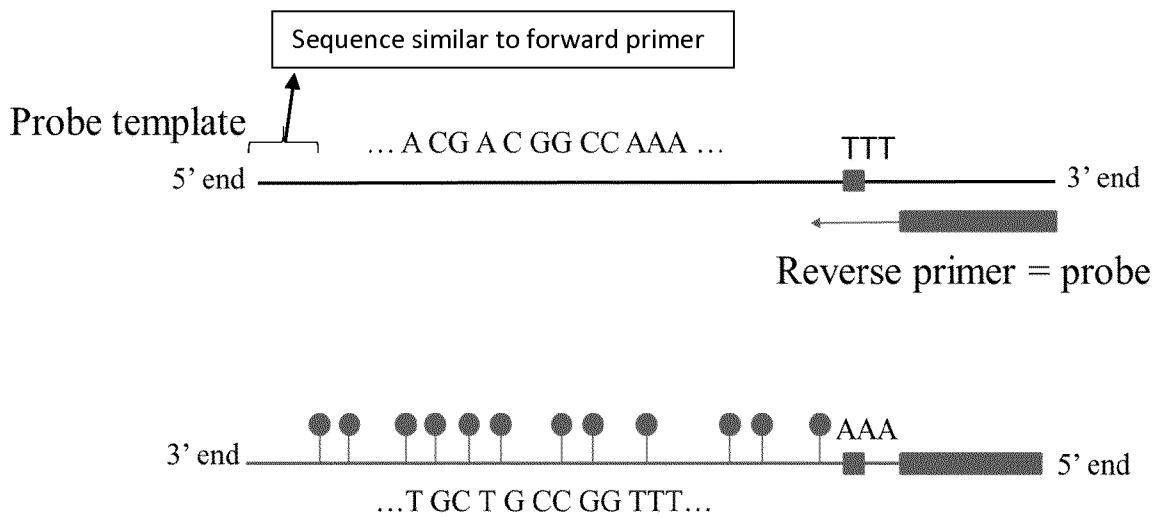 Sequence similar to forward primer
Probe template
... A CG A C GG CC AAA ...
TTT
5’ end
3’ end
Reverse primer = probe
AAA
3’ end
5’ end
...T GC T G CC GG TTT...